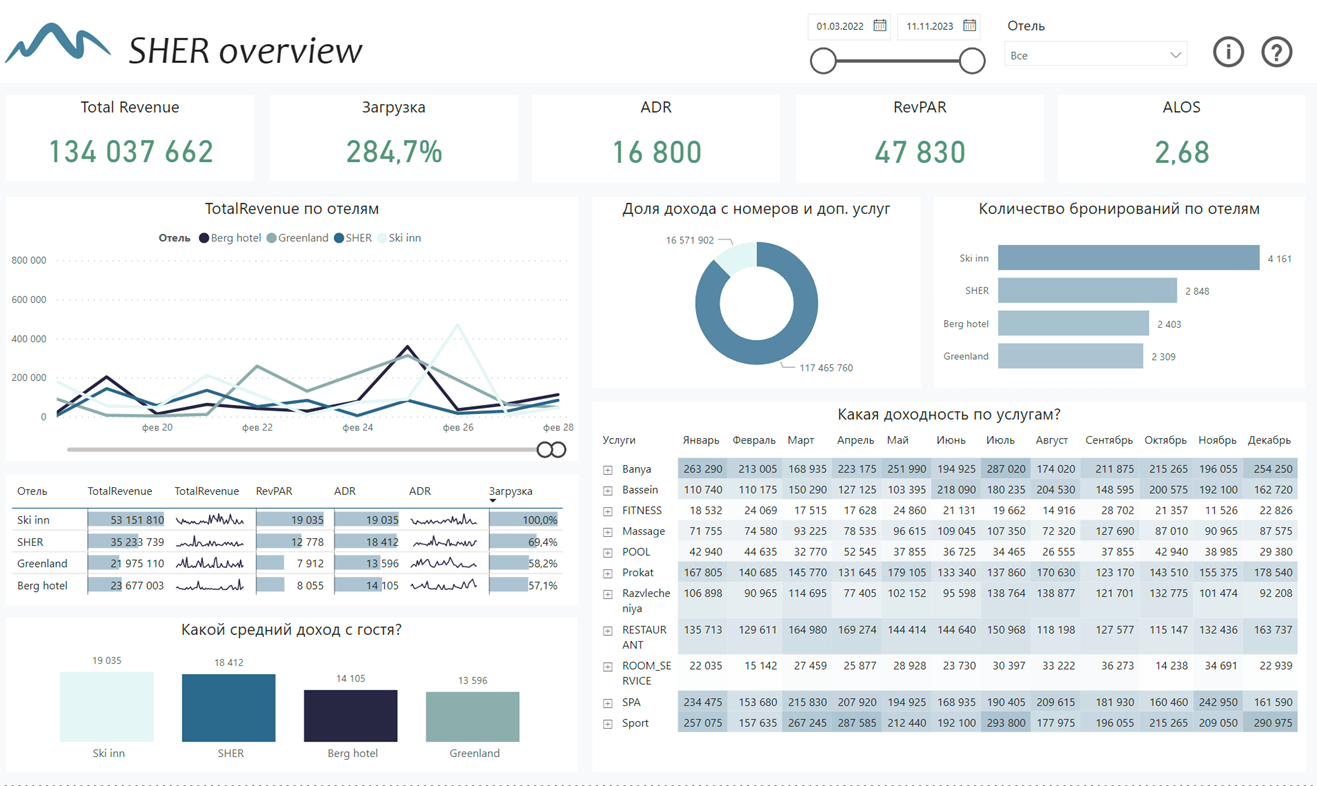 SHER overview
01.03.2022 11.11.2023
Отель
Все
Total Revenue
134 037 662
Загрузка
284,7%
ADR
16 800
RevPAR
47 830
ALOS
2,68
TotalRevenue по отелям
Отель Berg hotel Greenland SHER Ski inn
800 000
600 000
400 000
200 000
0
фев 20 фев 22 фев 24 фев 26 фев 28
Доля дохода с номеров и доп. услуг
16 571 902
117 465 760
Количество бронирований по отелям
Ski inn 4 161
SHER 2 848
Berg hotel 2 403
Greenland 2 309
Отель TotalRevenue TotalRevenue RevPAR ADR ADR Загрузка
Ski inn 53 151 810 19 035 19 035 100,0%
SHER 35 233 739 12 778 18 412 69,4%
Greenland 21 975 110 7 912 13 596 58,2%
Berg hotel 23 677 003 8 055 14 105 57,1%
Какой средний доход с гостя?
19 035 18 412 14 105 13 596
Ski inn SHER Berg hotel Greenland
Какая доходность по услугам?
Услуги Январь Февраль Март Апрель Май Июнь Июль Август Сентябрь Октябрь Ноябрь Декабрь
Banya 263 290 213 005 168 935 223 175 251 990 194 925 287 020 174 020 211 875 215 265 196 055 254 250
Bassein 110 740 110 175 150 290 127 125 103 395 218 090 180 235 204 530 148 595 200 575 192 100 162 720
FITNESS 18 532 24 069 17 515 17 628 24 860 21 131 19 662 14 916 28 702 21 357 11 526 22 826
Massage 71 755 74 580 93 225 78 535 96 615 109 045 107 350 72 320 127 690 87 010 90 965 87 575
POOL 42 940 44 635 32 770 52 545 37 855 36 725 34 465 26 555 37 855 42 940 38 985 29 380
Prokat 167 805 140 685 145 770 131 645 179 105 133 340 137 860 170 630 123 170 143 510 155 375 178 540
Razvleche 106 898 90 965 114 695 77 405 102 152 95 598 138 764 138 877 121 701 132 775 101 474 92 208
niya
RESTAUR 135 713 129 611 164 980 169 274 144 414 144 640 150 968 118 198 127 577 115 147 132 436 163 737
ANT
ROOM_SE 22 035 15 142 27 459 25 877 28 928 23 730 30 397 33 222 36 273 14 238 34 691 22 939
RVICE
SPA 234 475 153 680 215 830 207 920 194 925 168 935 190 405 209 615 181 930 160 460 242 950 161 590
Sport 257 075 157 635 267 245 287 585 212 440 192 100 293 800 177 975 196 055 215 265 209 050 290 975